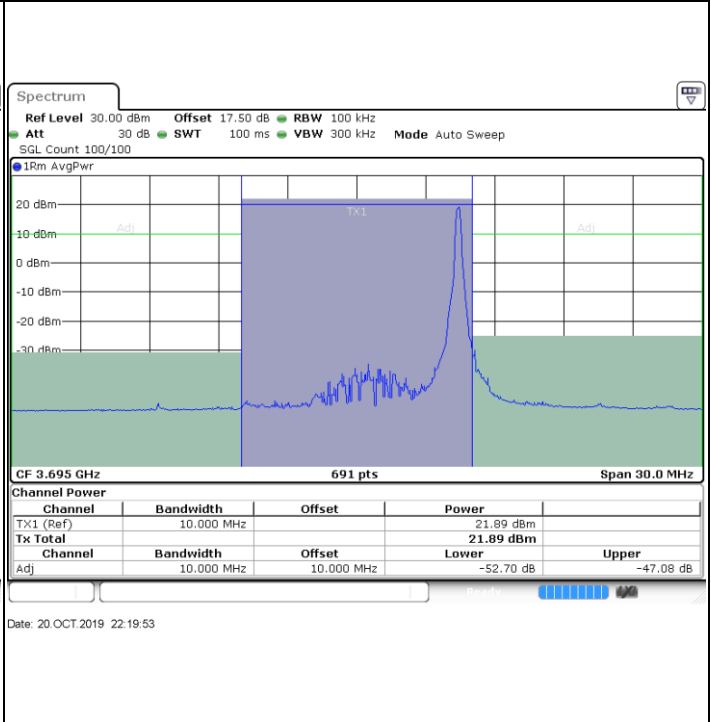 Spectrum
Ref Level 30.00 dBm Offset 17.50 dB RBW 100 kHz
Att 30 dB SWT 100 ms VBW 300 kHz Mode Auto Sweep
SGL Count 100/100
1Rm AvgPwr
20 dBm
TX1
Adj
Adj
10 dBm
0 dBm
-10 dBm
-20 dBm
-30 dBm
CF 3.695 GHz 691 pts Span 30.0 MHz
Channel Power
Channel Bandwidth Offset Power
TX1 (Ref) 10.000 MHz 21.89 dBm
Tx Total 21.89 dBm
Channel Bandwidth Offset Lower Upper
Adj 10.000 MHz 10.000 MHz -52.70 dB -47.08 dB
Ready
Date: 20.OCT.2019 22:19:53